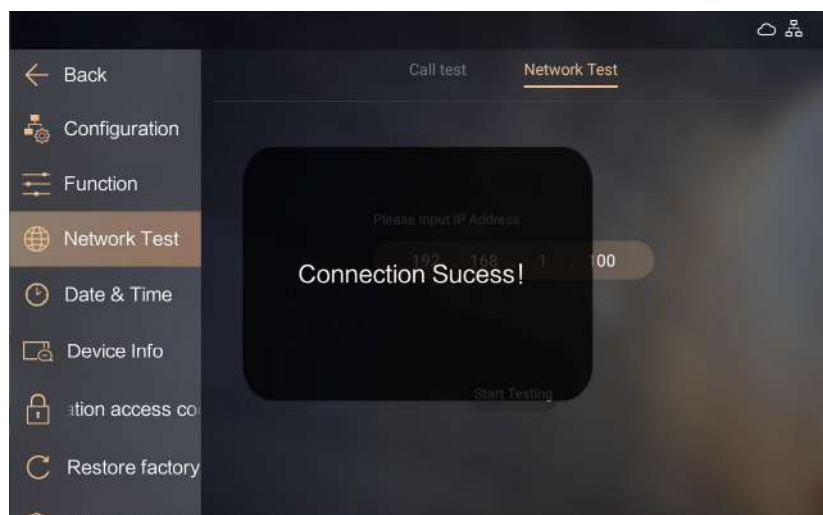 Back
Call test
Network Test
Configuration
Function
Please input IP Address
Network Test
192 . 168 . 1 . 100
Connection Sucess!
Date & Time
Device Info
Start Testing
ation access co
Restore factory